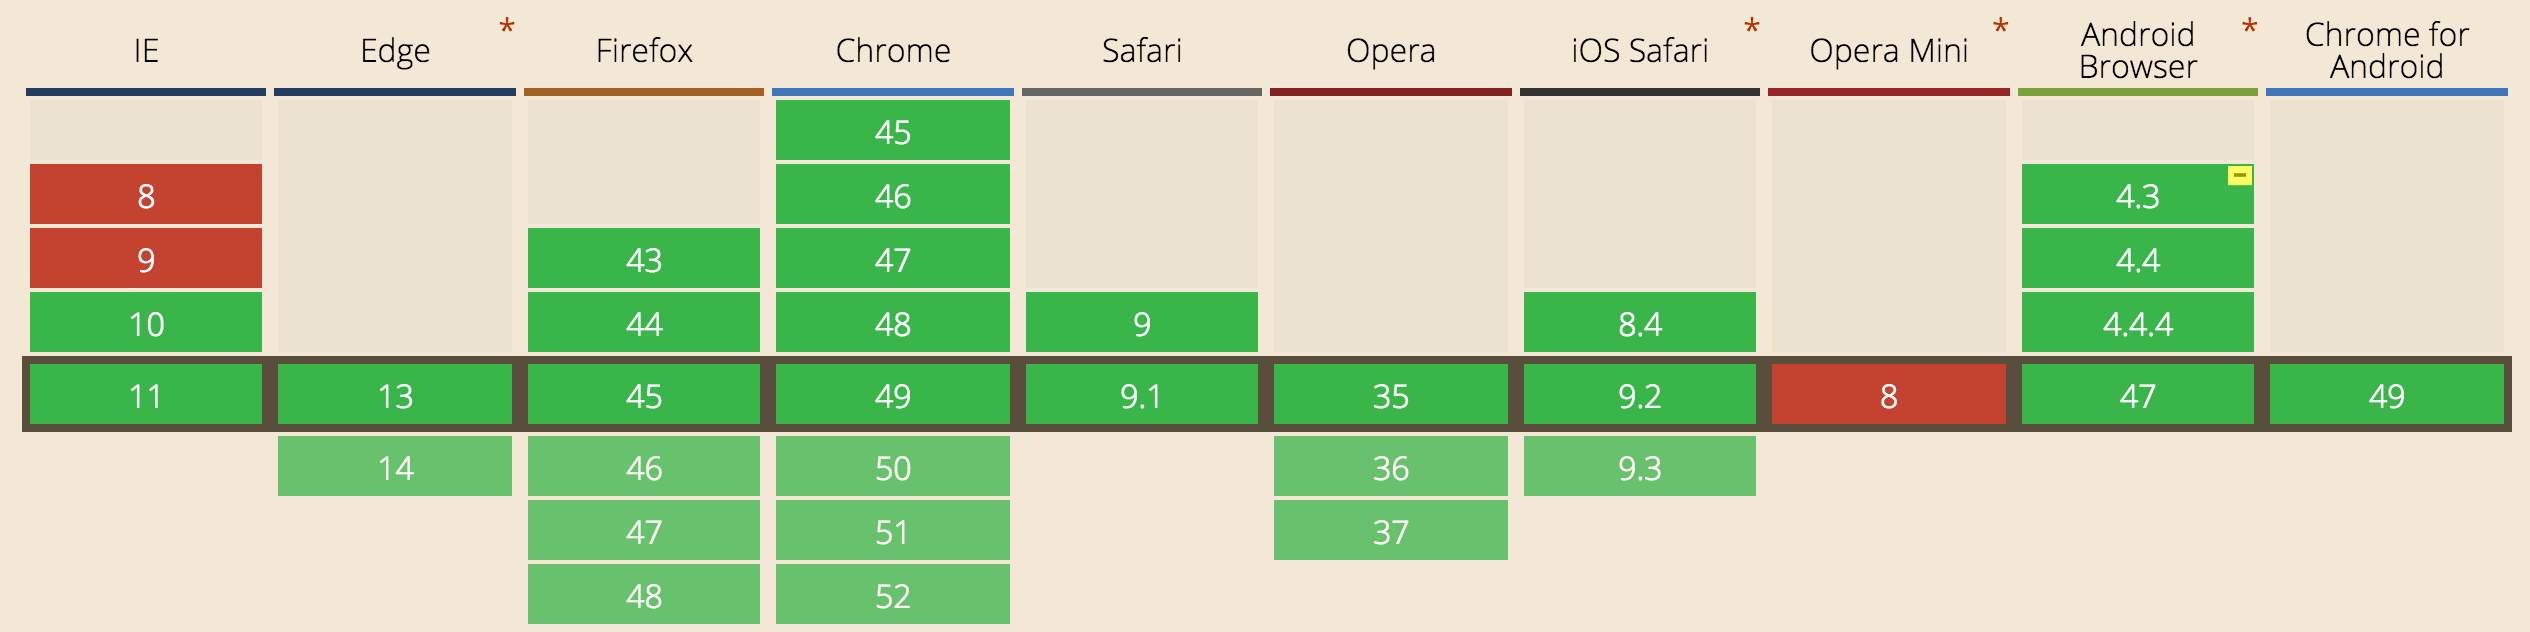 IE Edge * Firefox Chrome Safari Opera iOS Safari * Opera Mini * Android Browser * Chrome for Android
45
8 46 4.3 -
9 43 47 4.4
10 44 48 9 8.4 4.4.4
11 13 45 49 9.1 35 9.2 8 47 49
14 46 50 36 9.3
47 51 37
48 52